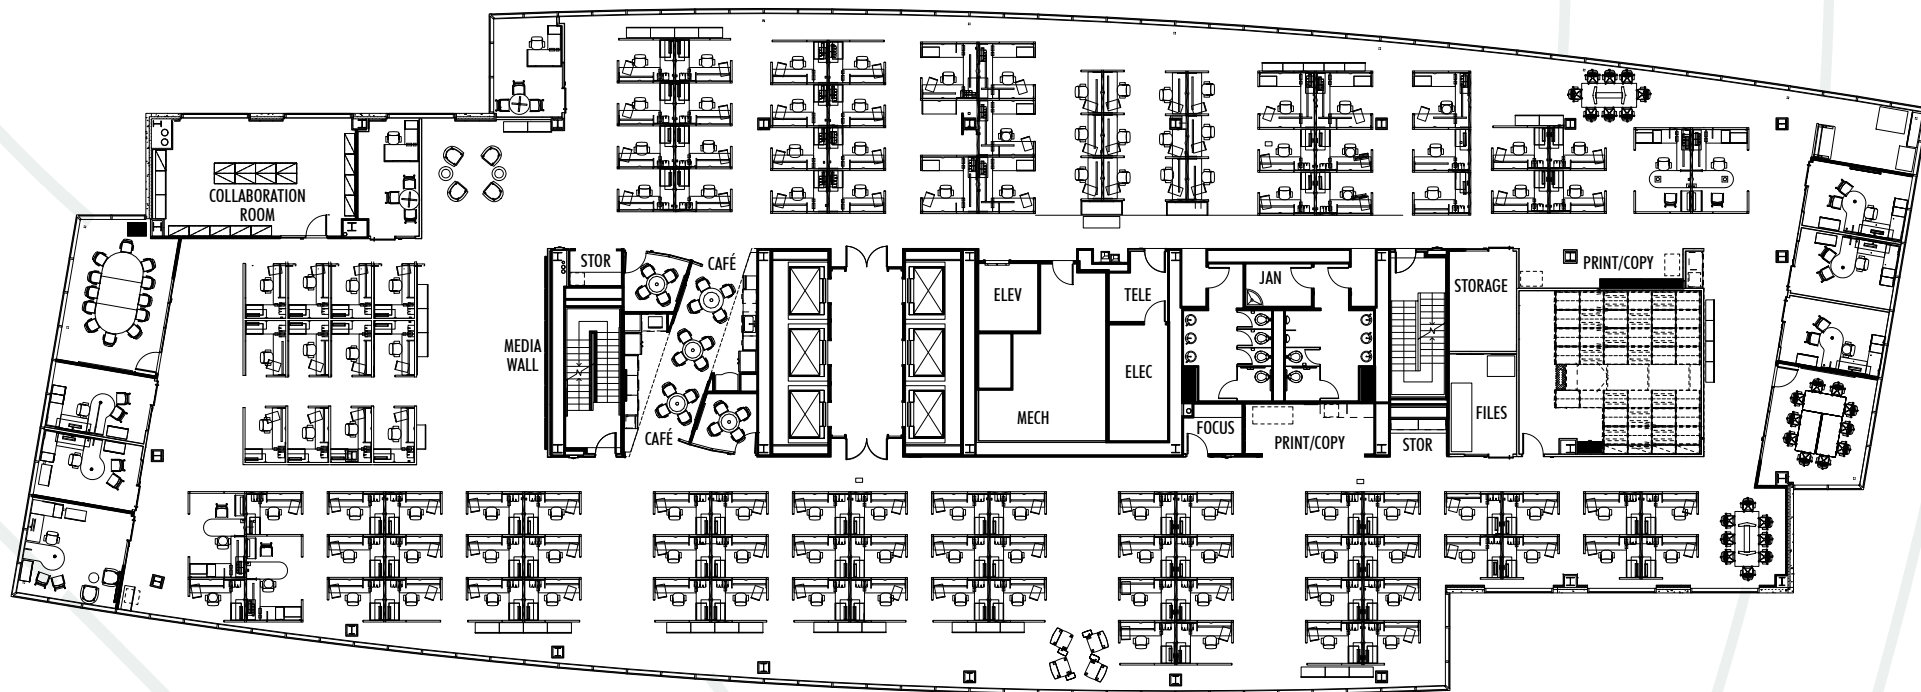 COLLABORATION
ROOM
STOR
CAFÉ
MEDIA
WALL
CAFÉ
ELEV
MECH
TELE
ELEC
JAN
FOCUS
PRINT/COPY
STOR
STORAGE
FILES
PRINT/COPY